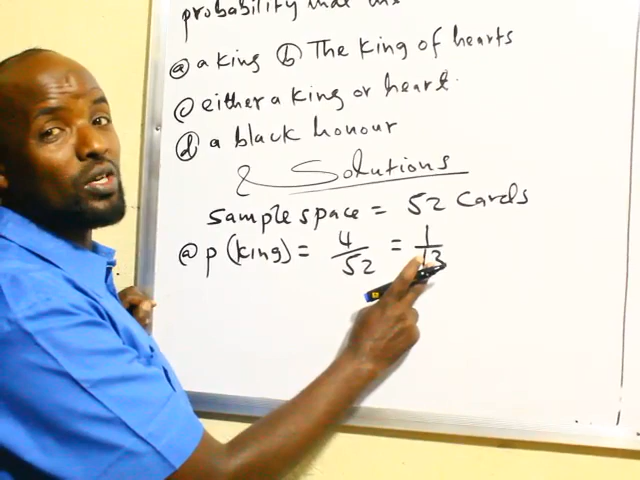 probability that
ⓐ a king ⓑ The king of hearts
ⓒ either a king or heart.
ⓓ a black honour
Solutions
sample space = 52 cards
ⓐ p (king) = 4/52 = 1/13